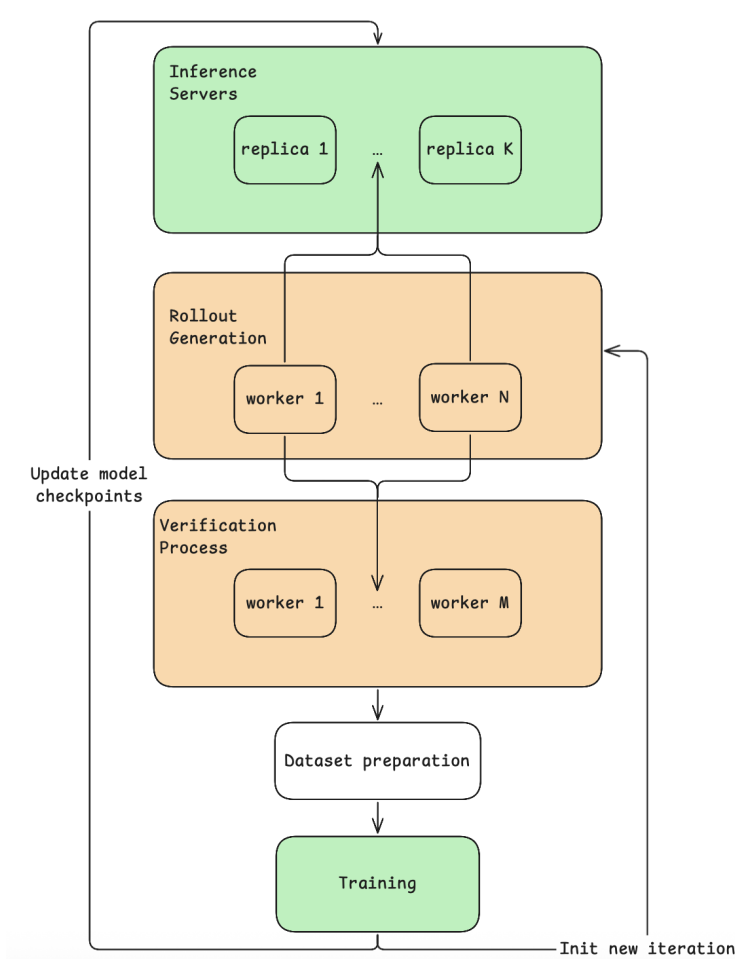 Inference
Servers
replica 1
...
replica K
Rollout
Generation
worker 1
...
worker N
Update model
checkpoints
Verification
Process
worker 1
...
worker M
Dataset preparation
Training
Init new iteration